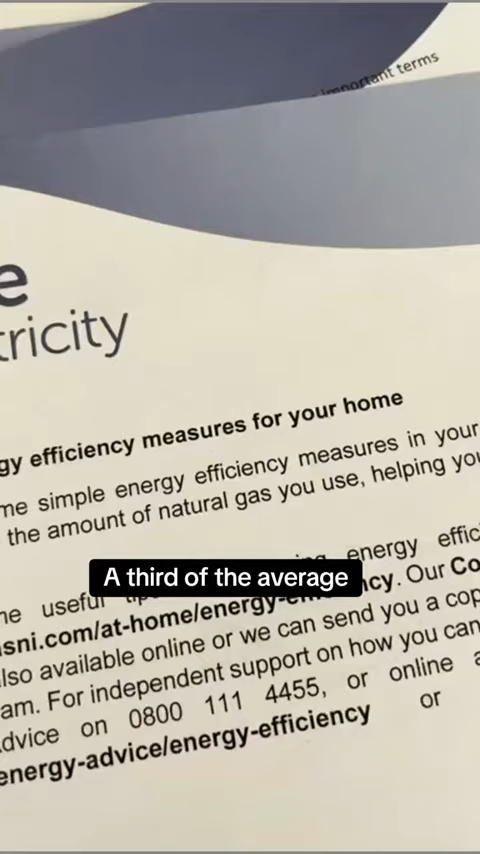 important terms
e
tricity
gy efficiency measures for your home
me simple energy efficiency measures in your
the amount of natural gas you use, helping you
energy effici
A third of the average
ne useful
sni.com/at-home/energy-efficiency. Our Co
lso available online or we can send you a cop
am. For independent support on how you can
dvice on 0800 111 4455, or online a
energy-advice/energy-efficiency or